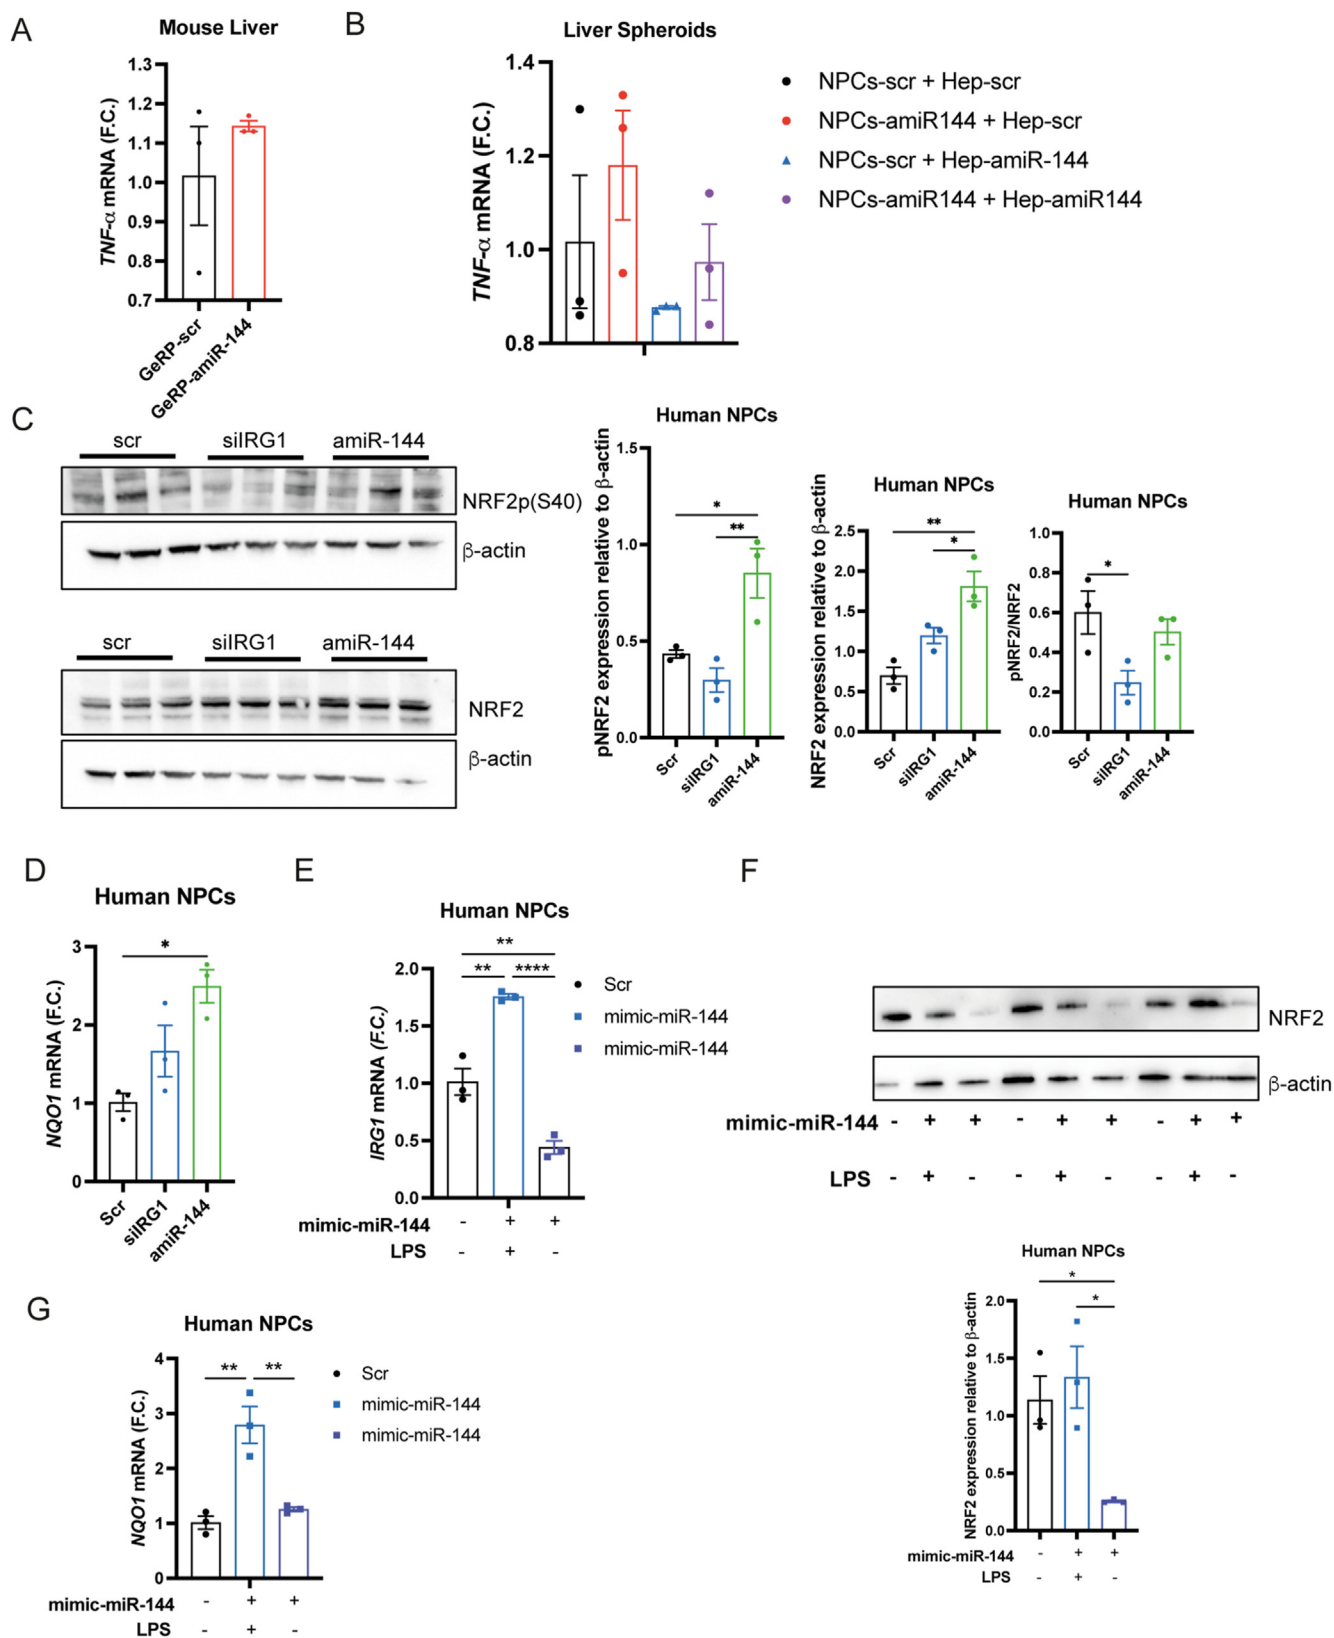 A
Mouse Liver
TNF-α mRNA (F.C.)
1.3
1.2
1.1
1.0
0.9
0.8
0.7
GeRP-scr
GeRP-amiR-144
B
Liver Spheroids
TNF-α mRNA (F.C.)
1.4
1.2
1.0
0.8
NPCs-scr + Hep-scr
NPCs-amiR144 + Hep-scr
NPCs-scr + Hep-amiR-144
NPCs-amiR144 + Hep-amiR144
C
scr siIRG1 amiR-144
NRF2p(S40)
β-actin
scr siIRG1 amiR-144
NRF2
β-actin
Human NPCs
pNRF2 expression relative to β-actin
1.5
1.0
0.5
0.0
* **
Scr
siIRG1
amiR-144
Human NPCs
NRF2 expression relative to β-actin
2.5
2.0
1.5
1.0
0.5
0.0
** *
Scr
siIRG1
amiR-144
Human NPCs
pNRF2/NRF2
1.0
0.8
0.6
0.4
0.2
0.0
*
Scr
siIRG1
amiR-144
D
Human NPCs
NQO1 mRNA (F.C.)
3
2
1
0
*
Scr
siIRG1
amiR-144
E
Human NPCs
IRG1 mRNA (F.C.)
2.0
1.5
1.0
0.5
0.0
**
** ****
Scr
mimic-miR-144
mimic-miR-144
mimic-miR-144 - + +
LPS - + -
F
NRF2
β-actin
mimic-miR-144 - + + - + + - + +
LPS - + - - + - - + -
Human NPCs
NRF2 expression relative to β-actin
2.0
1.5
1.0
0.5
0.0
*
*
mimic-miR-144 - + +
LPS - + -
G
Human NPCs
NQO1 mRNA (F.C.)
4
3
2
1
0
** **
Scr
mimic-miR-144
mimic-miR-144
mimic-miR-144 - + +
LPS - + -